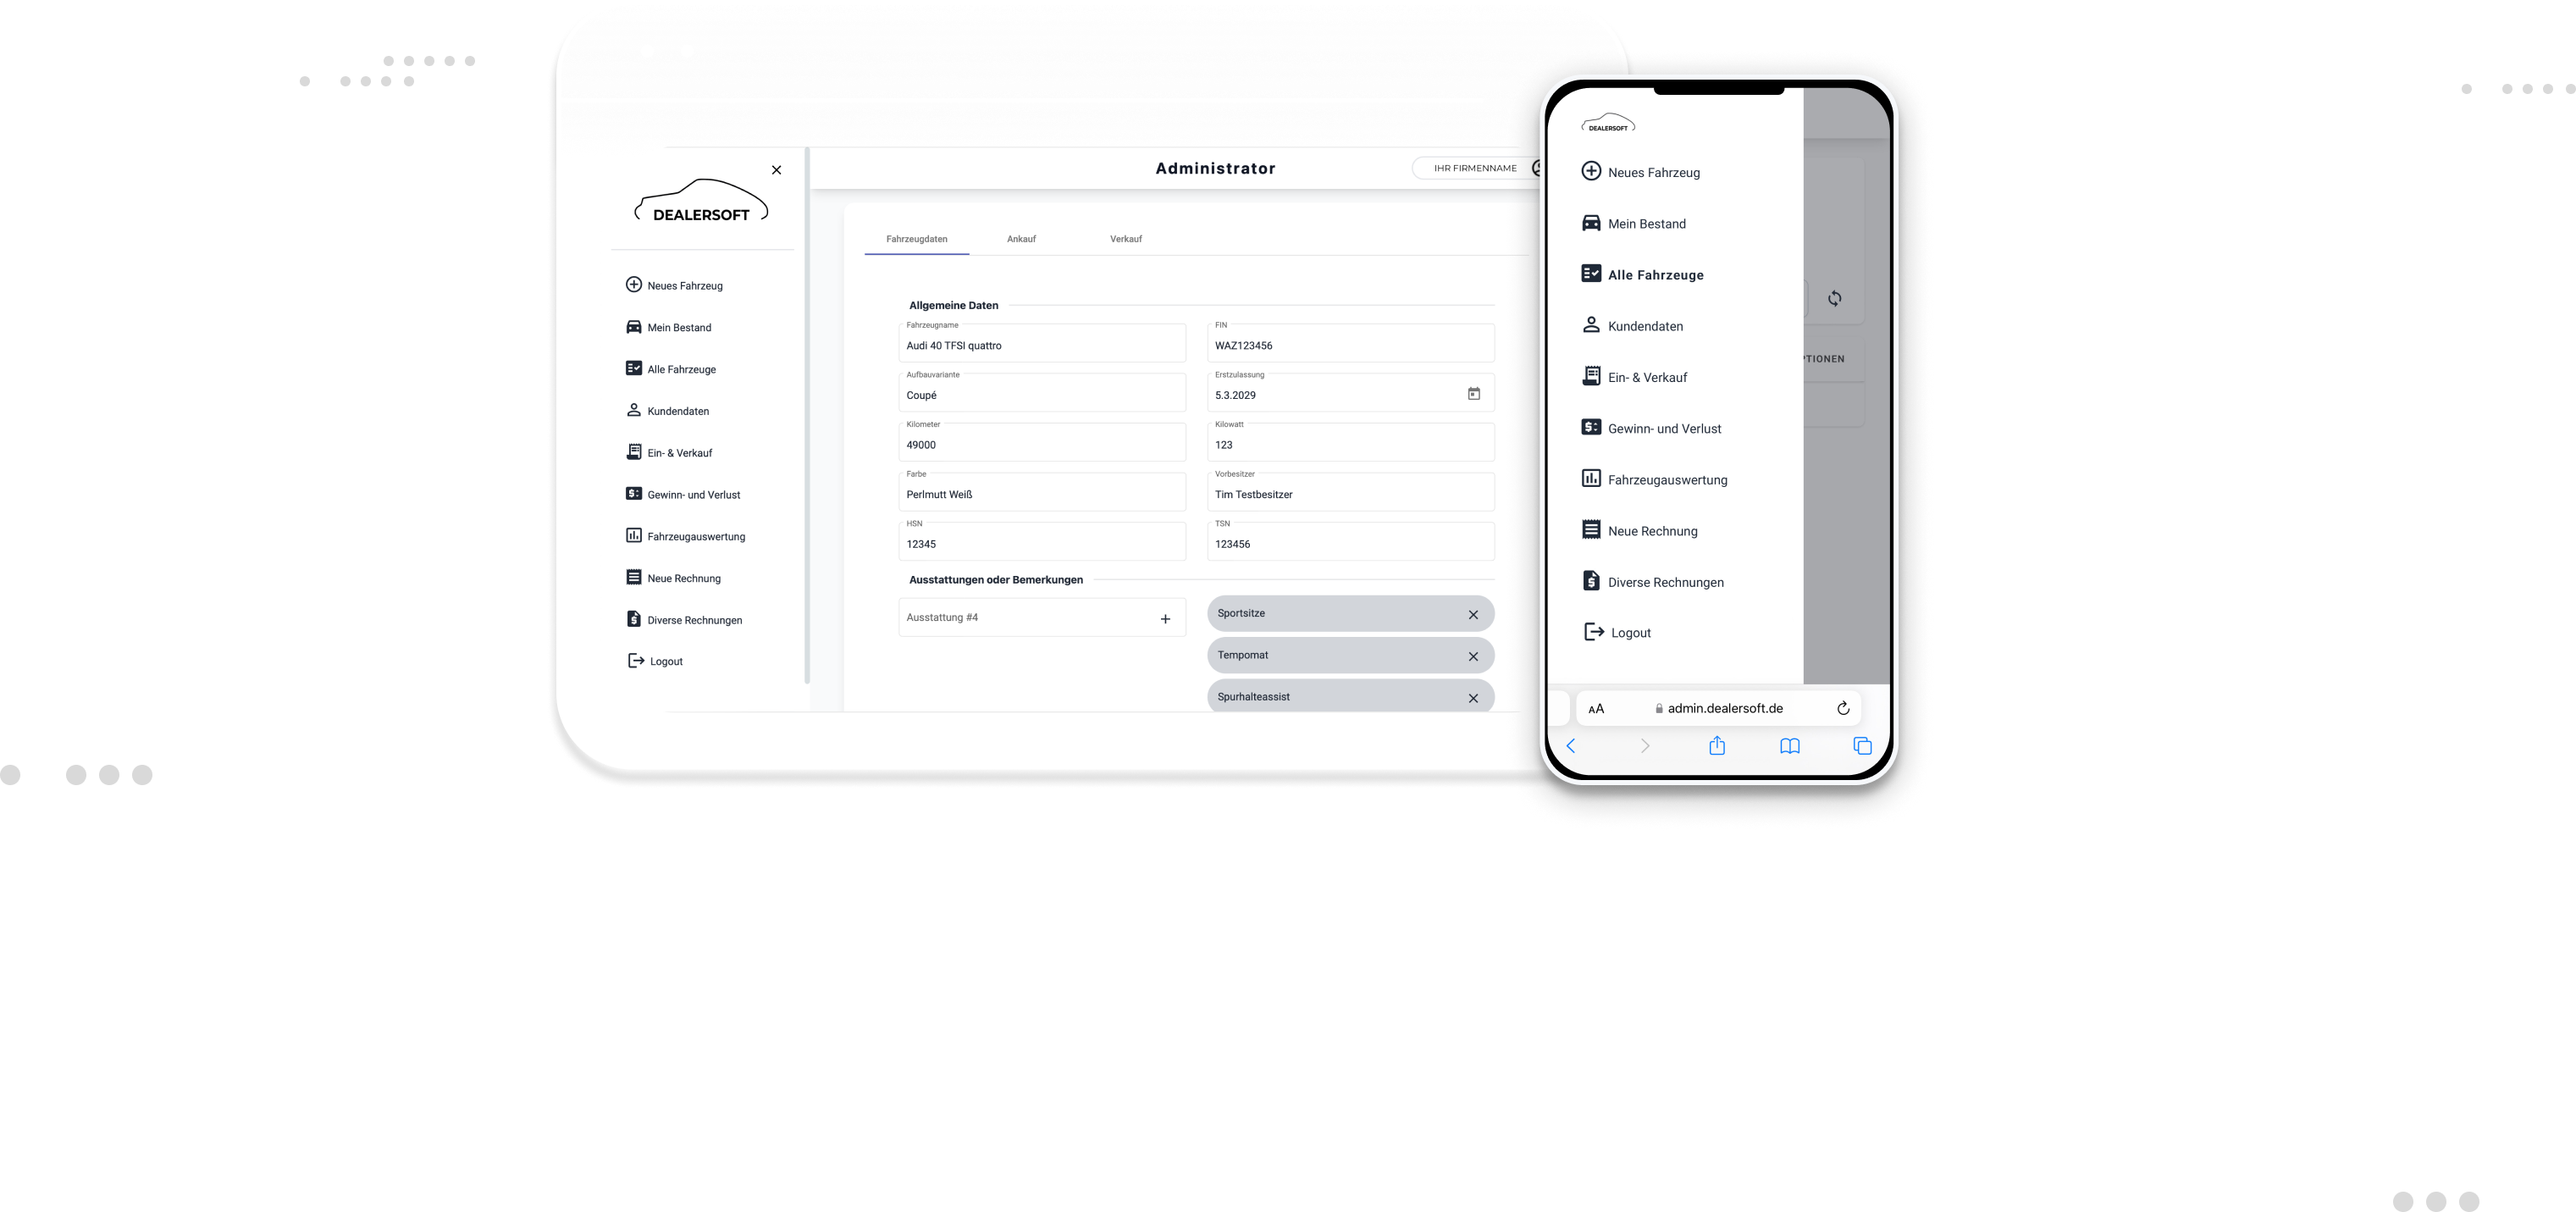 DEALERSOFT
Neues Fahrzeug
Mein Bestand
Alle Fahrzeuge
Kundendaten
Ein- & Verkauf
Gewinn- und Verlust
Fahrzeugauswertung
Neue Rechnung
Diverse Rechnungen
Logout
Administrator
IHR FIRMENNAME
Fahrzeugdaten
Ankauf
Verkauf
Allgemeine Daten
Fahrzeugname
Audi 40 TFSI quattro
FIN
WAZ123456
Aufbauvariante
Coupé
Erstzulassung
5.3.2029
Kilometer
49000
Kilowatt
123
Farbe
Perlmutt Weiß
Vorbesitzer
Tim Testbesitzer
HSN
12345
TSN
123456
Ausstattungen oder Bemerkungen
Ausstattung #4
Sportsitze
Tempomat
Spurhalteassist
DEALERSOFT
Neues Fahrzeug
Mein Bestand
Alle Fahrzeuge
Kundendaten
Ein- & Verkauf
Gewinn- und Verlust
Fahrzeugauswertung
Neue Rechnung
Diverse Rechnungen
Logout
TIONEN
AA
admin.dealersoft.de